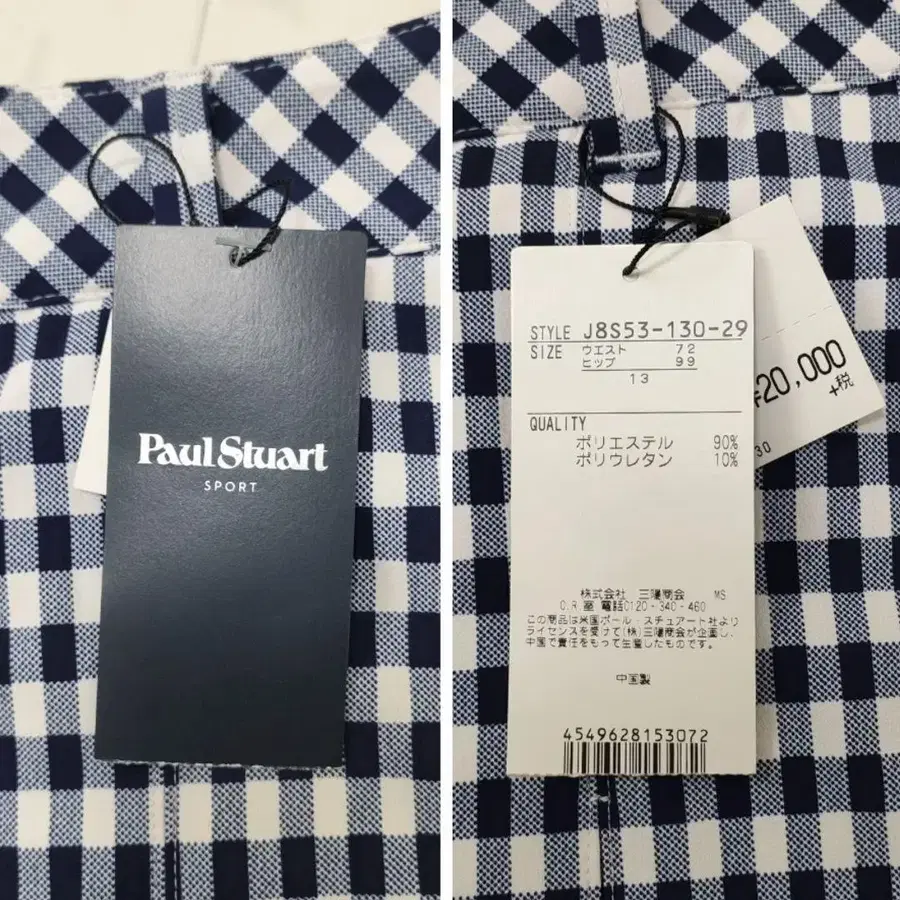 Paul Stuart
SPORT
STYLE J8S53-130-29
SIZE ウエスト 72
ヒップ 99
13
QUALITY
ポリエステル 90%
ポリウレタン 10%
株式会社 三陽商会 MS
C.R室 電話0120-340-460
この商品は米国ポール・スチュアート社より
ライセンスを受けて(株)三陽商会が企画し、
中国で責任をもって生産したものです。
中国製
4549628153072
¥20,000
+税
30